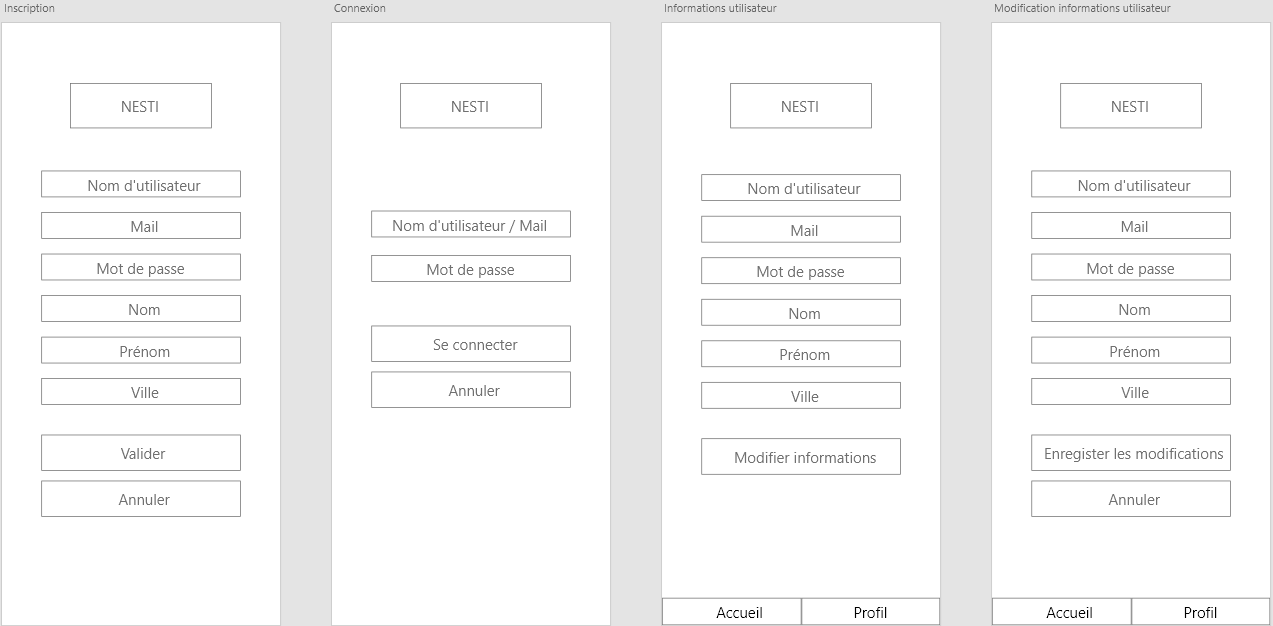 Inscription
NESTI
Nom d'utilisateur
Mail
Mot de passe
Nom
Prénom
Ville
Valider
Annuler
Connexion
NESTI
Nom d'utilisateur / Mail
Mot de passe
Se connecter
Annuler
Informations utilisateur
NESTI
Nom d'utilisateur
Mail
Mot de passe
Nom
Prénom
Ville
Modifier informations
Accueil
Profil
Modification informations utilisateur
NESTI
Nom d'utilisateur
Mail
Mot de passe
Nom
Prénom
Ville
Enregister les modifications
Annuler
Accueil
Profil